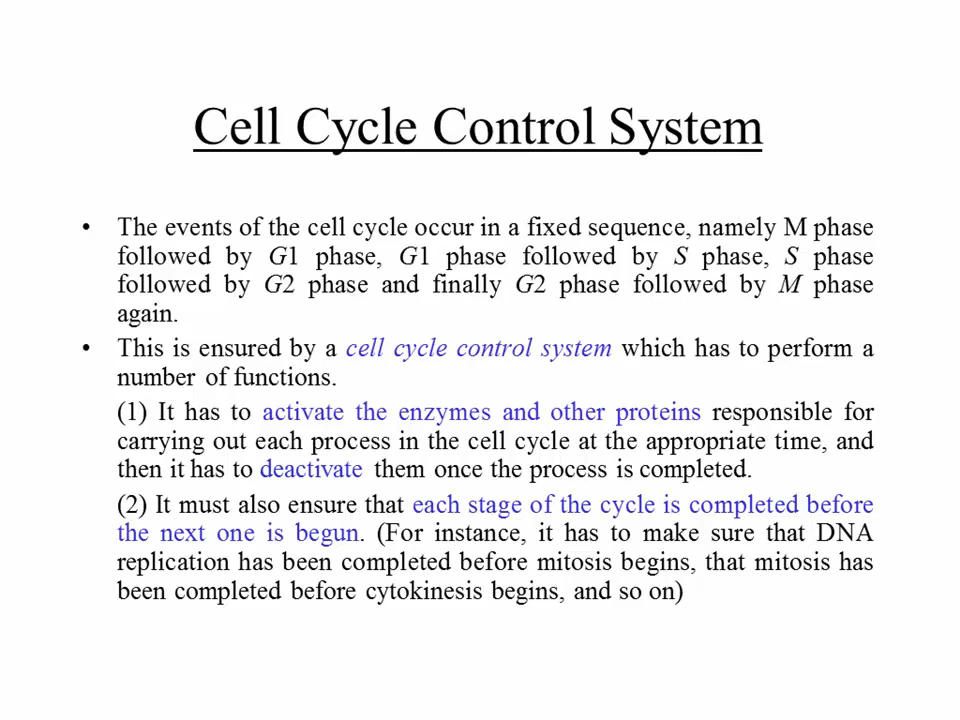 Cell Cycle Control System
• The events of the cell cycle occur in a fixed sequence, namely M phase
followed by G1 phase, G1 phase followed by S phase, S phase
followed by G2 phase and finally G2 phase followed by M phase
again.
• This is ensured by a cell cycle control system which has to perform a
number of functions.
(1) It has to activate the enzymes and other proteins responsible for
carrying out each process in the cell cycle at the appropriate time, and
then it has to deactivate them once the process is completed.
(2) It must also ensure that each stage of the cycle is completed before
the next one is begun. (For instance, it has to make sure that DNA
replication has been completed before mitosis begins, that mitosis has
been completed before cytokinesis begins, and so on)